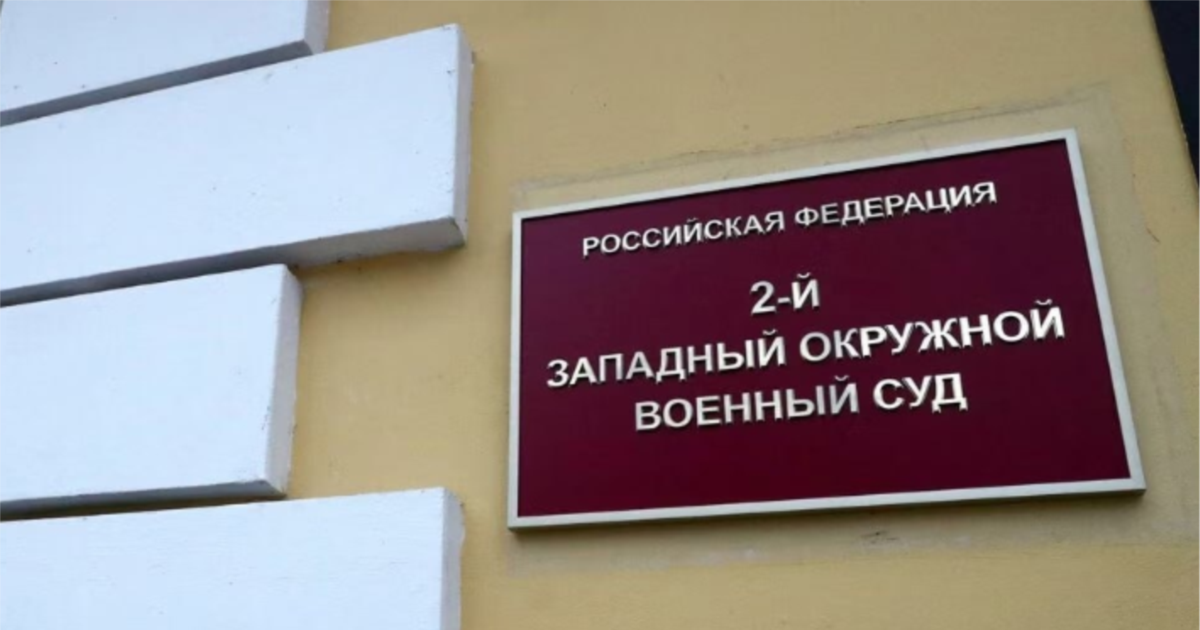 РОССИЙСКАЯ ФЕДЕРАЦИЯ
2-Й
ЗАПАДНЫЙ ОКРУЖНОЙ
ВОЕННЫЙ СУД